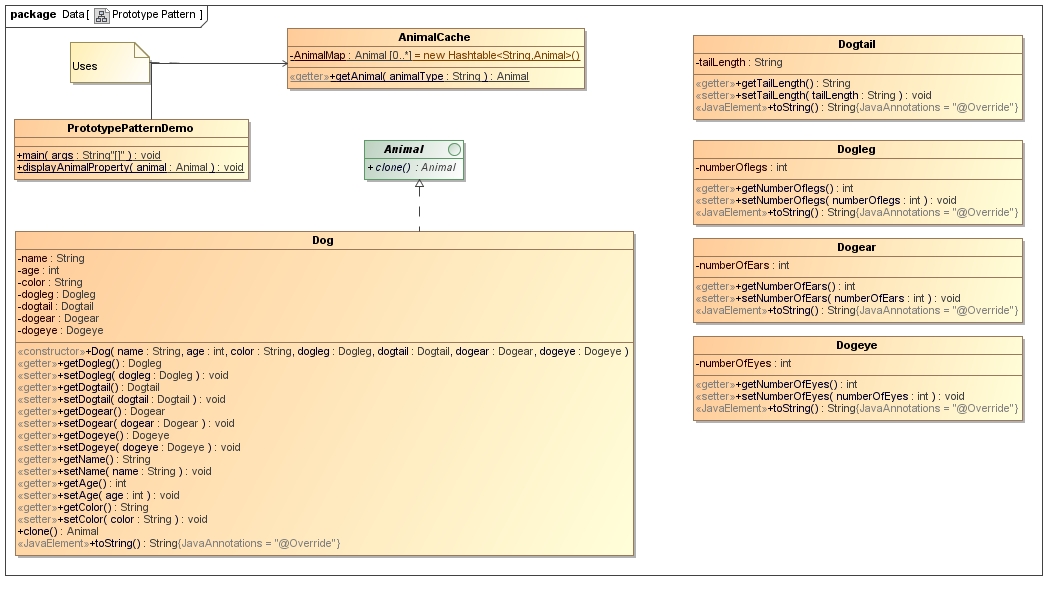 package Data [ Prototype Pattern ]
Uses
AnimalCache
-AnimalMap : Animal [0..*] = new Hashtable<String,Animal>()
«getter»+getAnimal( animalType : String ) : Animal
PrototypePatternDemo
+main( args : String"[]" ) : void
+displayAnimalProperty( animal : Animal ) : void
Animal
+clone() : Animal
Dog
-name : String
-age : int
-color : String
-dogleg : Dogleg
-dogtail : Dogtail
-dogear : Dogear
-dogeye : Dogeye
«constructor»+Dog( name : String, age : int, color : String, dogleg : Dogleg, dogtail : Dogtail, dogear : Dogear, dogeye : Dogeye )
«getter»+getDogleg() : Dogleg
«setter»+setDogleg( dogleg : Dogleg ) : void
«getter»+getDogtail() : Dogtail
«setter»+setDogtail( dogtail : Dogtail ) : void
«getter»+getDogear() : Dogear
«setter»+setDogear( dogear : Dogear ) : void
«getter»+getDogeye() : Dogeye
«setter»+setDogeye( dogeye : Dogeye ) : void
«getter»+getName() : String
«setter»+setName( name : String ) : void
«getter»+getAge() : int
«setter»+setAge( age : int ) : void
«getter»+getColor() : String
«setter»+setColor( color : String ) : void
+clone() : Animal
«JavaElement»+toString() : String{JavaAnnotations = "@Override"}
Dogtail
-tailLength : String
«getter»+getTailLength() : String
«setter»+setTailLength( tailLength : String ) : void
«JavaElement»+toString() : String{JavaAnnotations = "@Override"}
Dogleg
-numberOflegs : int
«getter»+getNumberOflegs() : int
«setter»+setNumberOflegs( numberOflegs : int ) : void
«JavaElement»+toString() : String{JavaAnnotations = "@Override"}
Dogear
-numberOfEars : int
«getter»+getNumberOfEars() : int
«setter»+setNumberOfEars( numberOfEars : int ) : void
«JavaElement»+toString() : String{JavaAnnotations = "@Override"}
Dogeye
-numberOfEyes : int
«getter»+getNumberOfEyes() : int
«setter»+setNumberOfEyes( numberOfEyes : int ) : void
«JavaElement»+toString() : String{JavaAnnotations = "@Override"}